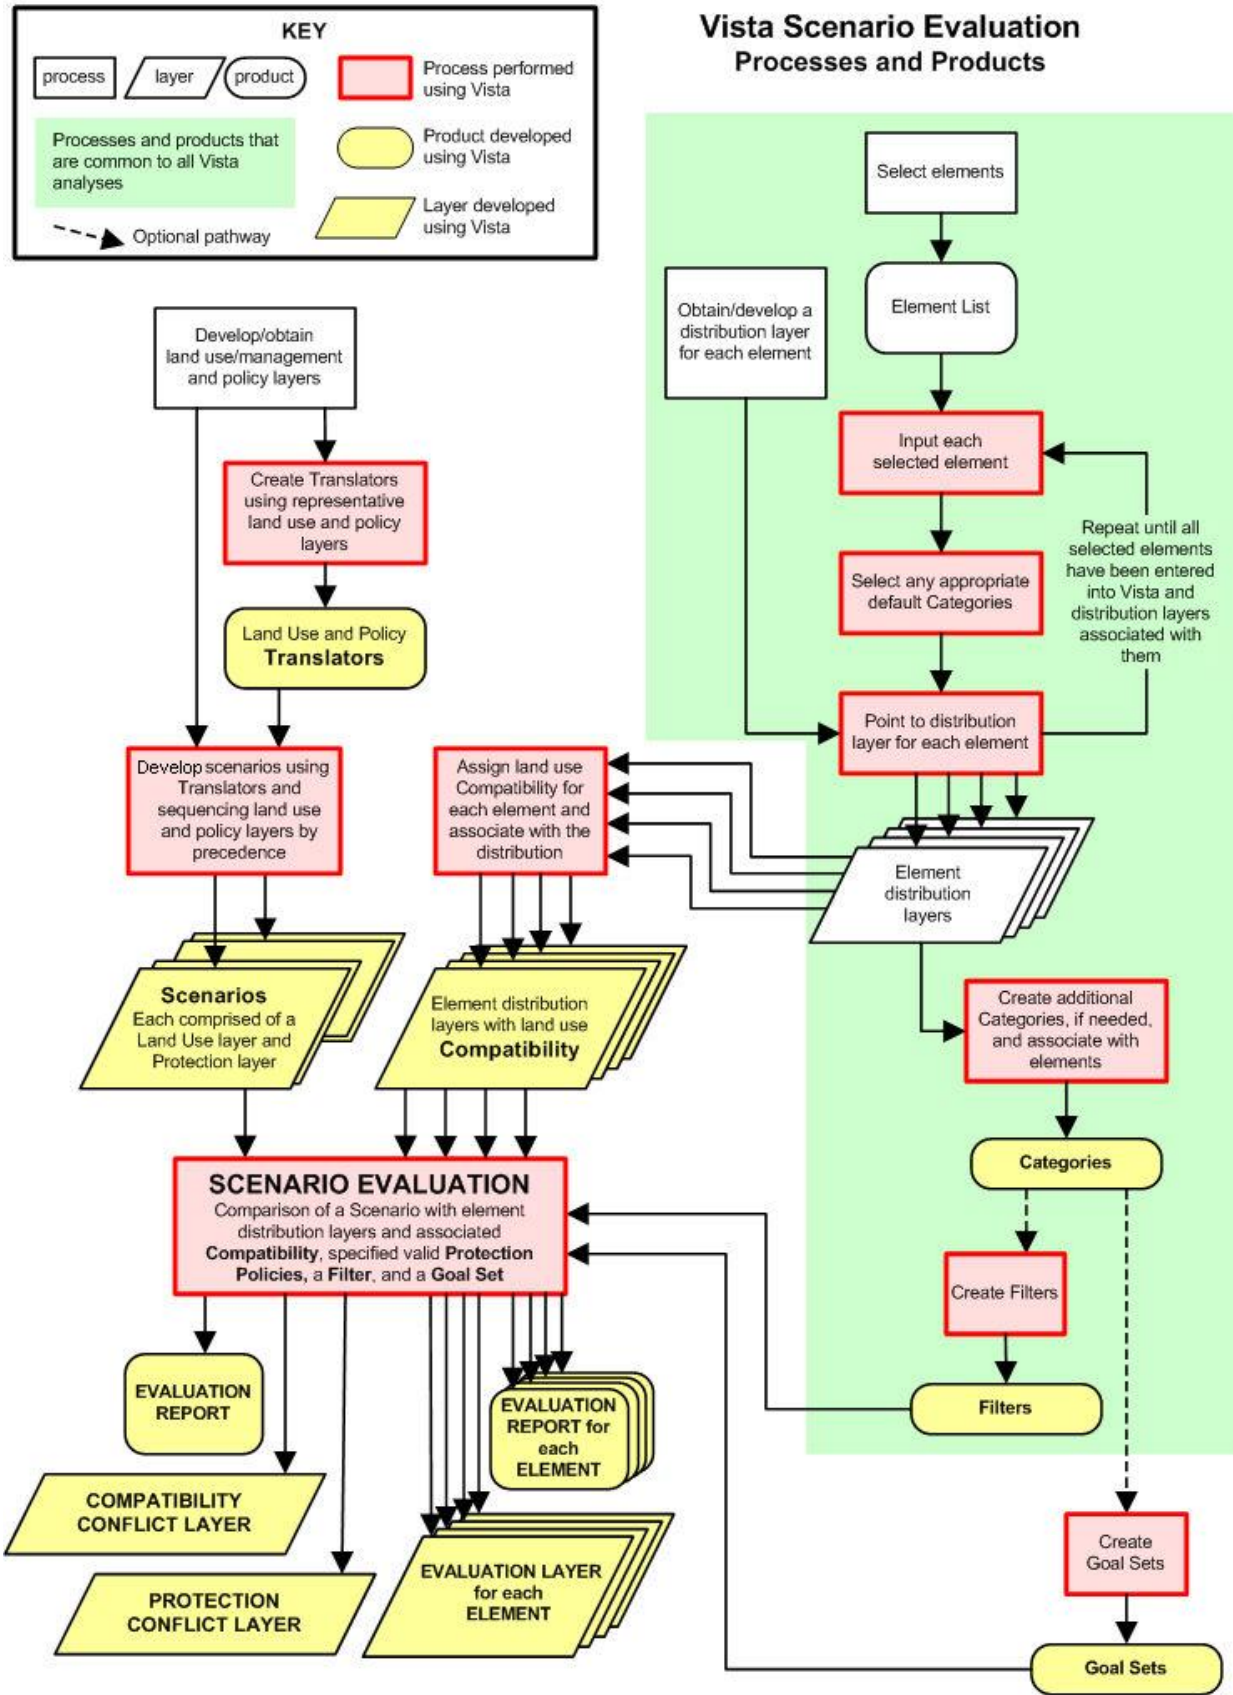 Vista Scenario Evaluation
Processes and Products
KEY
process
layer
product
Process performed
using Vista
Processes and products that
are common to all Vista
analyses
Product developed
using Vista
Layer developed
using Vista
Optional pathway
Select elements
Element List
Obtain/develop a
distribution layer
for each element
Input each
selected element
Select any appropriate
default Categories
Point to distribution
layer for each element
Repeat until all
selected elements
have been entered
into Vista and
distribution layers
associated with
them
Develop/obtain
land use/management
and policy layers
Create Translators
using representative
land use and policy
layers
Land Use and Policy
Translators
Develop scenarios using
Translators and
sequencing land use
and policy layers by
precedence
Assign land use
Compatibility for
each element and
associate with the
distribution
Element
distribution
layers
Scenarios
Each comprised of a
Land Use layer and
Protection layer
Element distribution
layers with land use
Compatibility
Create additional
Categories, if needed,
and associate with
elements
Categories
SCENARIO EVALUATION
Comparison of a Scenario with element
distribution layers and associated
Compatibility, specified valid Protection
Policies, a Filter, and a Goal Set
Create Filters
Filters
EVALUATION
REPORT
EVALUATION
REPORT for
each
ELEMENT
COMPATIBILITY
CONFLICT LAYER
PROTECTION
CONFLICT LAYER
EVALUATION LAYER
for each
ELEMENT
Create
Goal Sets
Goal Sets